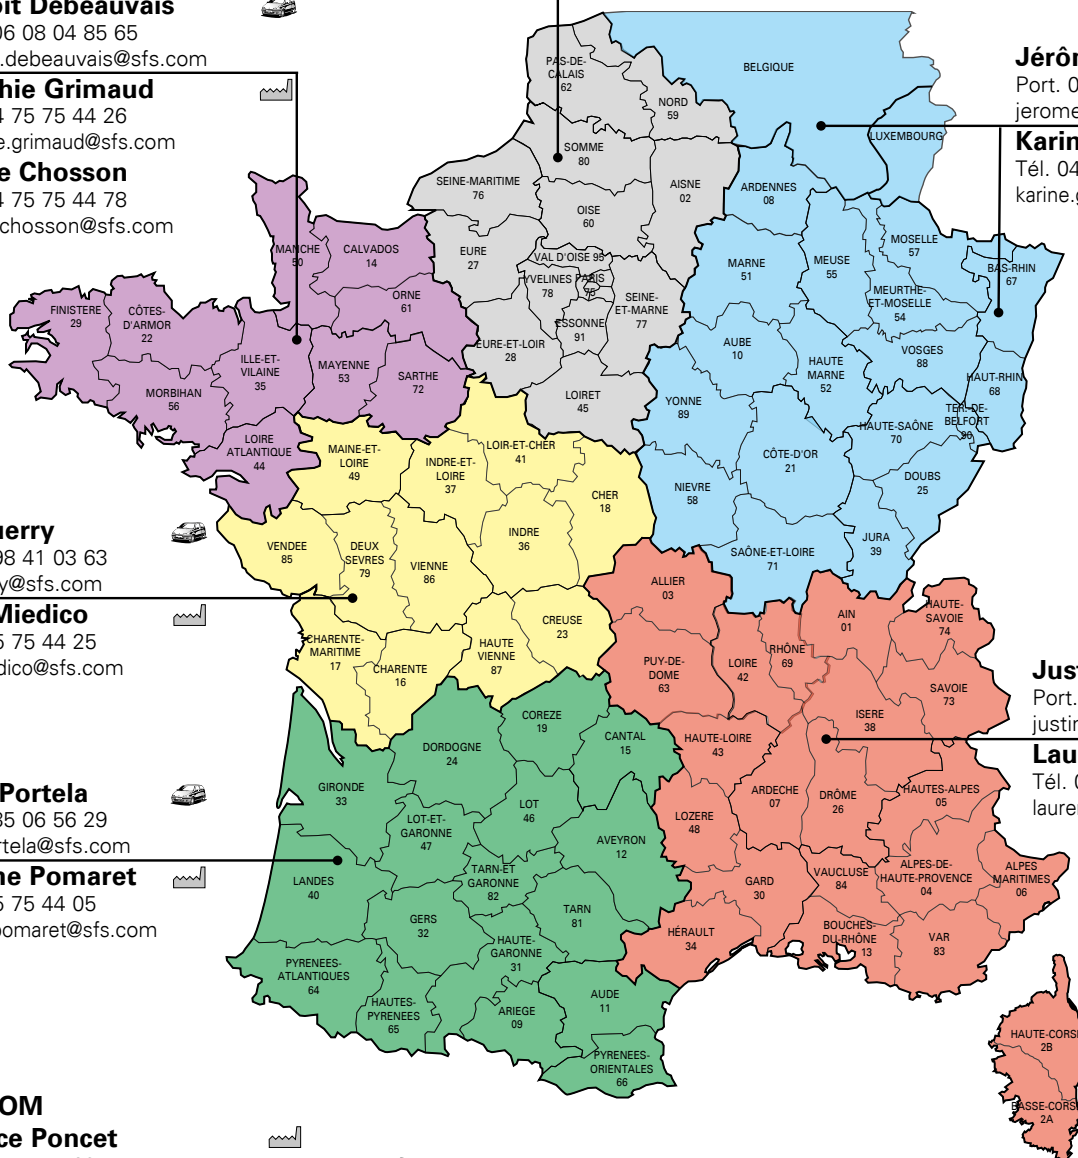 oit Debeauvais
06 08 04 85 65
.debeauvais@sfs.com
hie Grimaud
4 75 75 44 26
e.grimaud@sfs.com
e Chosson
4 75 75 44 78
chosson@sfs.com
uerry
98 41 03 63
y@sfs.com
Miedico
5 75 44 25
dico@sfs.com
Portela
35 06 56 29
rtela@sfs.com
ne Pomaret
5 75 44 05
pomaret@sfs.com
OM
ce Poncet
Jérôm
Port. 0
jerome
Karin
Tél. 04
karine.g
Just
Port.
justin
Lau
Tél. 0
lauren
BELGIQUE
LUXEMBOURG
PAS-DE-
CALAIS
62
NORD
59
SOMME
80
SEINE-MARITIME
76
AISNE
02
OISE
60
EURE
27
VAL D'OISE 95
YVELINES
78
PARIS
75
SEINE-
ET-MARNE
77
ESSONNE
91
EURE-ET-LOIR
28
LOIRET
45
ARDENNES
08
MARNE
51
MEUSE
55
MOSELLE
57
BAS-RHIN
67
MEURTHE-
ET-MOSELLE
54
AUBE
10
HAUTE
MARNE
52
VOSGES
88
HAUT-RHIN
68
YONNE
89
TER.-DE-
BELFORT
90
HAUTE-SAÔNE
70
CÔTE-D'OR
21
DOUBS
25
NIEVRE
58
JURA
39
SAÔNE-ET-LOIRE
71
MANCHE
50
CALVADOS
14
ORNE
61
FINISTERE
29
CÔTES-
D'ARMOR
22
ILLE-ET-
VILAINE
35
MAYENNE
53
SARTHE
72
MORBIHAN
56
LOIRE
ATLANTIQUE
44
MAINE-ET-
LOIRE
49
INDRE-ET-
LOIRE
37
LOIR-ET-CHER
41
CHER
18
INDRE
36
VENDEE
85
DEUX
SEVRES
79
VIENNE
86
CREUSE
23
HAUTE
VIENNE
87
CHARENTE-
MARITIME
17
CHARENTE
16
ALLIER
03
PUY-DE-
DOME
63
LOIRE
42
RHÔNE
69
AIN
01
HAUTE-
SAVOIE
74
SAVOIE
73
ISERE
38
HAUTE-LOIRE
43
ARDECHE
07
DRÔME
26
HAUTES-ALPES
05
LOZERE
48
GARD
30
VAUCLUSE
84
ALPES-DE-
HAUTE-PROVENCE
04
ALPES
MARITIMES
06
HÉRAULT
34
BOUCHES-
DU-RHÔNE
13
VAR
83
HAUTE-CORSE
2B
BASSE-CORSE
2A
COREZE
19
CANTAL
15
DORDOGNE
24
GIRONDE
33
LOT
46
LOT-ET-
GARONNE
47
AVEYRON
12
LANDES
40
TARN-ET
GARONNE
82
GERS
32
TARN
81
HAUTE-
GARONNE
31
PYRENEES-
ATLANTIQUES
64
HAUTES-
PYRENEES
65
ARIEGE
09
AUDE
11
PYRENEES-
ORIENTALES
66